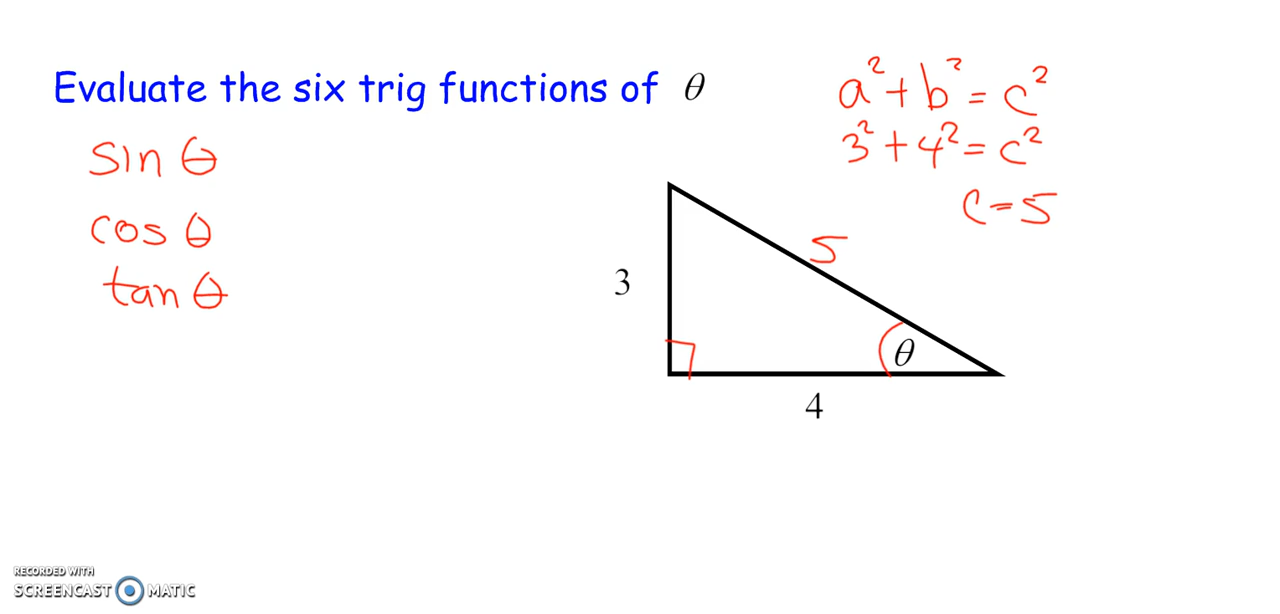 Evaluate the six trig functions of θ
sin θ
cos θ
tan θ
a² + b² = c²
3² + 4² = c²
c = 5
5
3
θ
4
RECORDED WITH
SCREENCAST MATIC